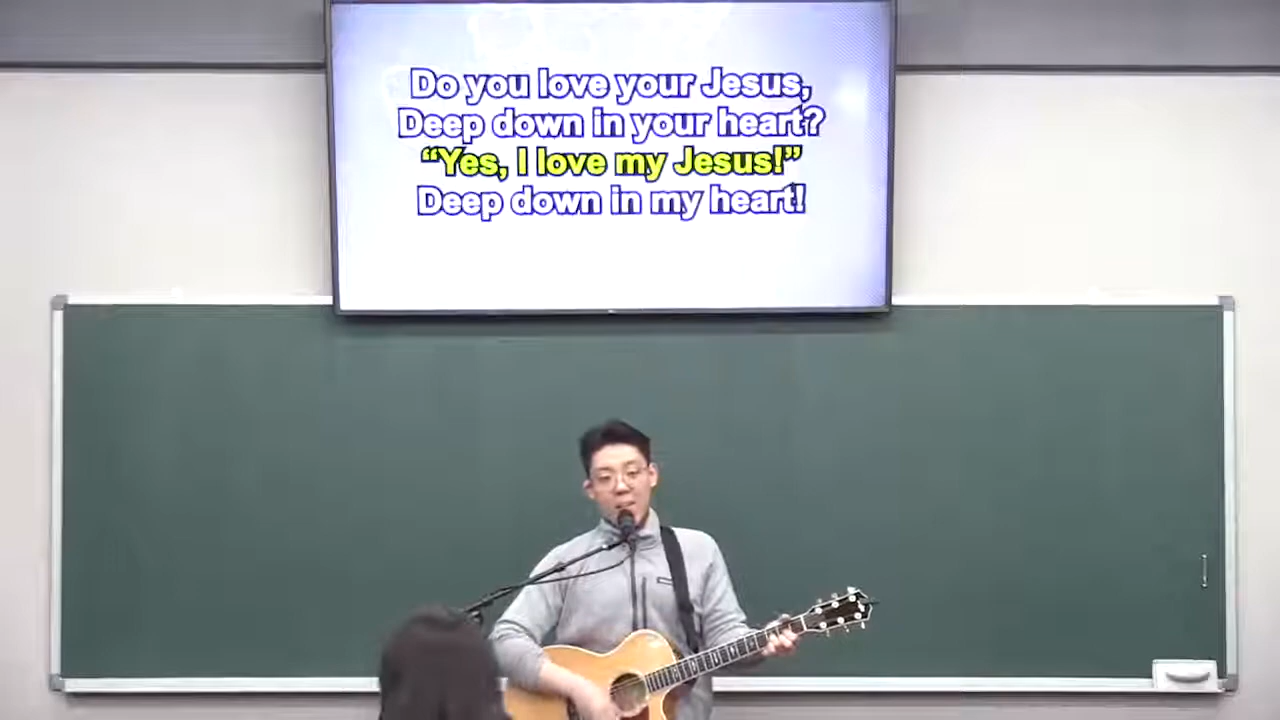 Do you love your Jesus,
Deep down in your heart?
“Yes, I love my Jesus!”
Deep down in my heart!